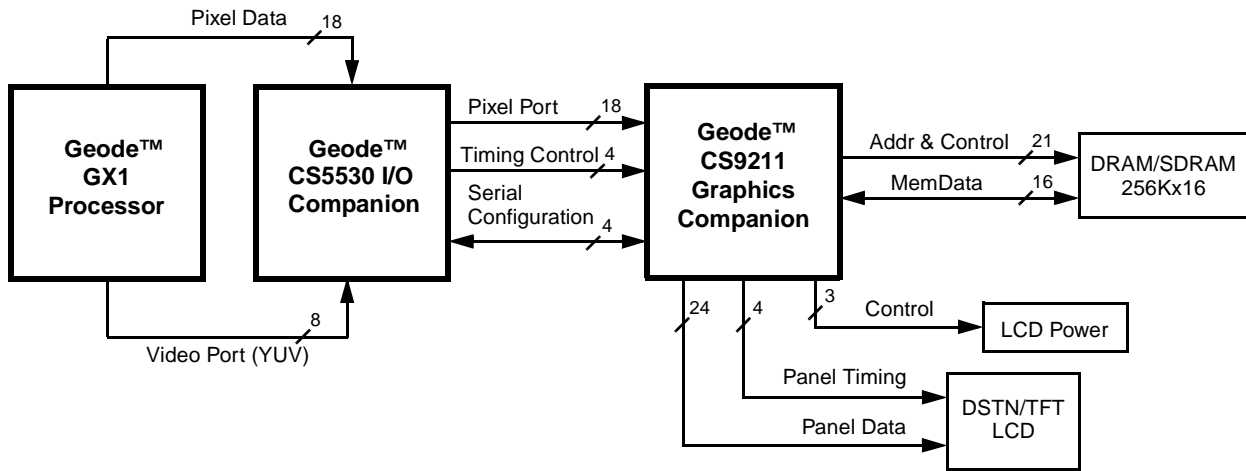 Pixel Data
18
Geode™
GX1
Processor
Geode™
CS5530 I/O
Companion
Pixel Port
18
Timing Control
4
Serial
Configuration
4
Geode™
CS9211
Graphics
Companion
Addr & Control
21
MemData
16
DRAM/SDRAM
256Kx16
8
Video Port (YUV)
24
4
3
Control
LCD Power
Panel Timing
Panel Data
DSTN/TFT
LCD